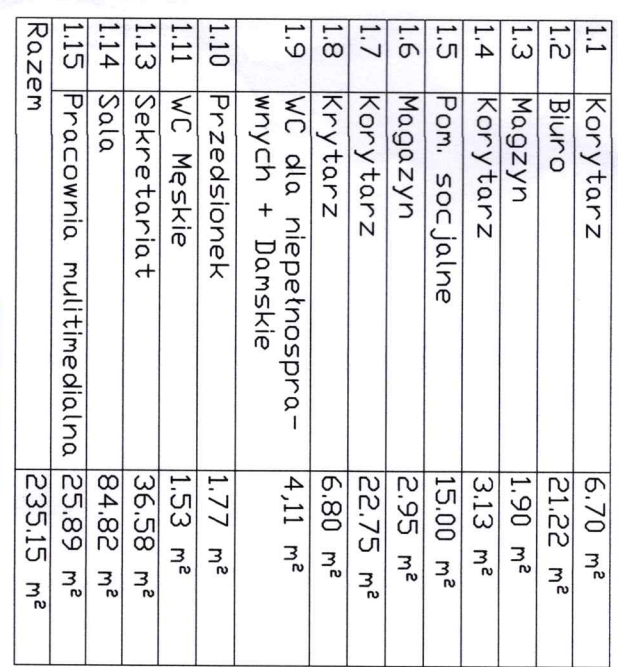 1.1 Korytarz 6.70 m²
1.2 Biuro 21.22 m²
1.3 Magzyn 1.90 m²
1.4 Korytarz 3.13 m²
1.5 Pom. socjalne 15.00 m²
1.6 Magazyn 2.95 m²
1.7 Korytarz 22.75 m²
1.8 Krytarz 6.80 m²
1.9 WC dla niepełnospra- 4,11 m²
wnych + Damskie
1.10 Przedsionek 1.77 m²
1.11 WC Męskie 1.53 m²
1.13 Sekretariat 36.58 m²
1.14 Sala 84.82 m²
1.15 Pracownia mulitimedialna 25.89 m²
Razem 235.15 m²